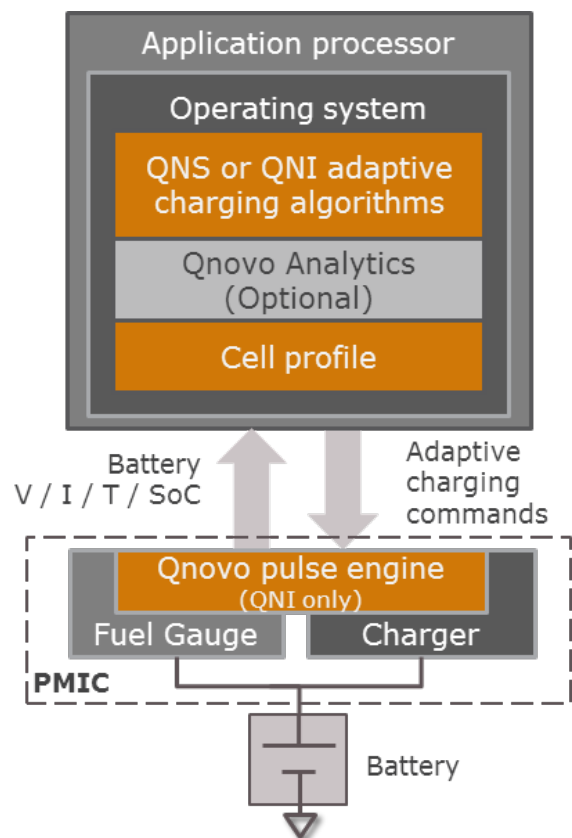 Application processor
Operating system
QNS or QNI adaptive
charging algorithms
Qnovo Analytics
(Optional)
Cell profile
Battery
V / I / T / SoC
Adaptive
charging
commands
Qnovo pulse engine
(QNI only)
Fuel Gauge
Charger
PMIC
Battery